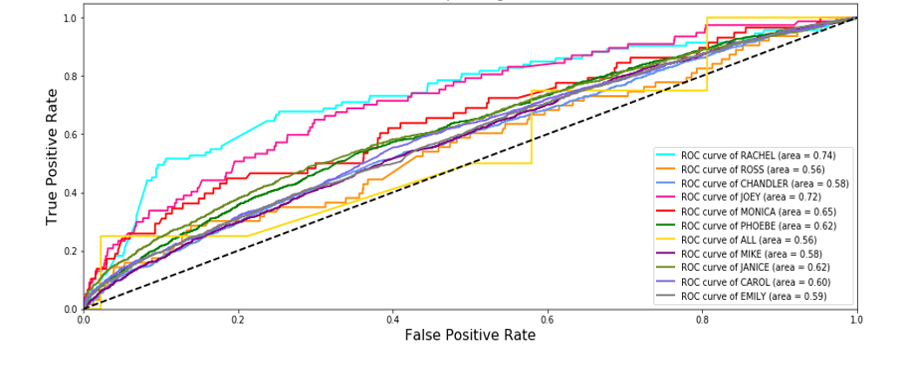 1.0
0.8
0.6
0.4
0.2
0.0
True Positive Rate
0.0 0.2 0.4 0.6 0.8 1.0
False Positive Rate
ROC curve of RACHEL (area = 0.74)
ROC curve of ROSS (area = 0.56)
ROC curve of CHANDLER (area = 0.58)
ROC curve of JOEY (area = 0.72)
ROC curve of MONICA (area = 0.65)
ROC curve of PHOEBE (area = 0.62)
ROC curve of ALL (area = 0.56)
ROC curve of MIKE (area = 0.58)
ROC curve of JANICE (area = 0.62)
ROC curve of CAROL (area = 0.60)
ROC curve of EMILY (area = 0.59)